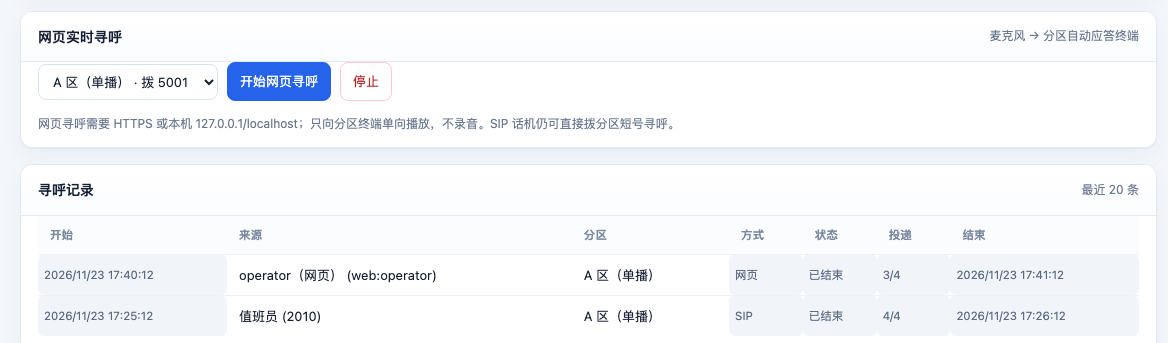 网页实时寻呼
麦克风 → 分区自动应答终端
A 区（单播） · 拨 5001
开始网页寻呼
停止
网页寻呼需要 HTTPS 或本机 127.0.0.1/localhost；只向分区终端单向播放，不录音。SIP 话机仍可直接拨分区短号寻呼。
寻呼记录
最近 20 条
开始 来源 分区 方式 状态 投递 结束
2026/11/23 17:40:12 operator（网页） (web:operator) A 区（单播） 网页 已结束 3/4 2026/11/23 17:41:12
2026/11/23 17:25:12 值班员 (2010) A 区（单播） SIP 已结束 4/4 2026/11/23 17:26:12